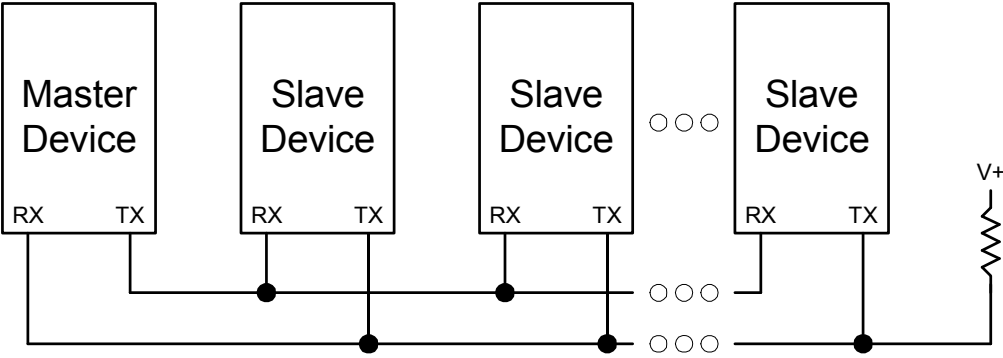 Master
Device
Slave
Device
Slave
Device
Slave
Device
RX TX
RX TX
RX TX
RX TX
V+